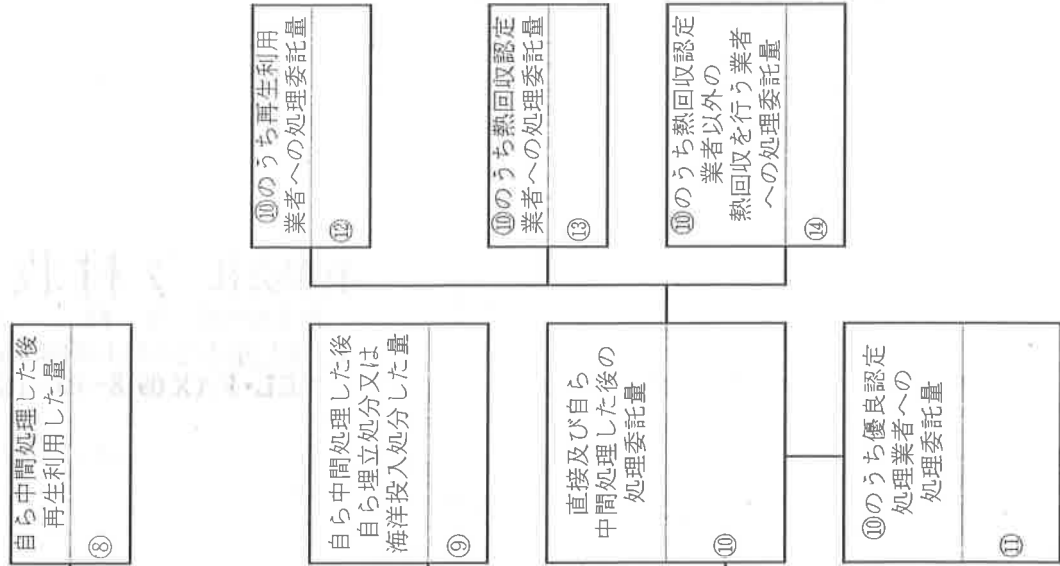 自ら中間処理した後
再生利用した量
⑧
自ら中間処理した後
自ら埋立処分又は
海洋投入処分した量
⑨
直接及び自ら
中間処理した後の
処理委託量
⑩
⑩のうち優良認定
処理業者への
処理委託量
⑪
⑩のうち再生利用
業者への処理委託量
⑫
⑩のうち熱回収認定
業者への処理委託量
⑬
⑩のうち熱回収認定
業者以外の
熱回収を行う業者
への処理委託量
⑭